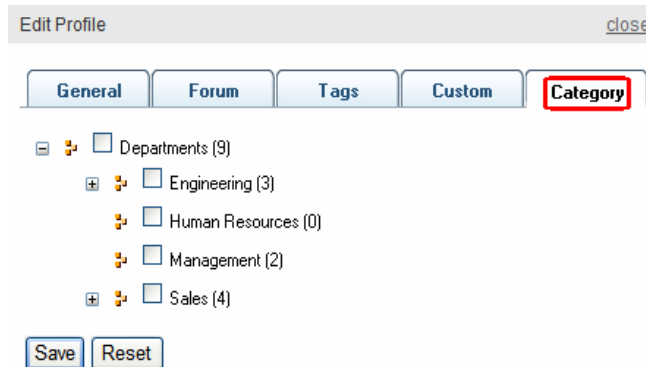 Edit Profile close
General Forum Tags Custom Category
Departments (9)
Engineering (3)
Human Resources (0)
Management (2)
Sales (4)
Save Reset